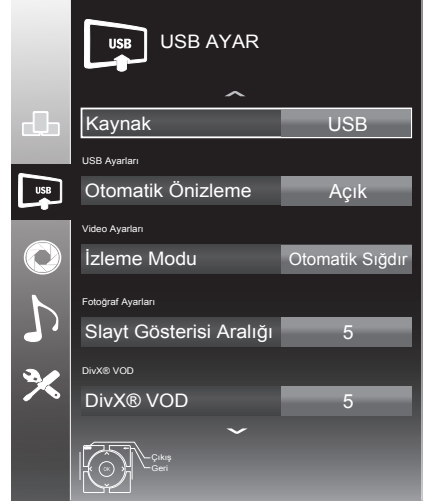 USB
USB AYAR
Kaynak USB
USB Ayarları
Otomatik Önizleme Açık
USB
Video Ayarları
İzleme Modu Otomatik Sığdır
Fotoğraf Ayarları
Slayt Gösterisi Aralığı 5
DivX® VOD
DivX® VOD 5
Çıkış
Geri
OK